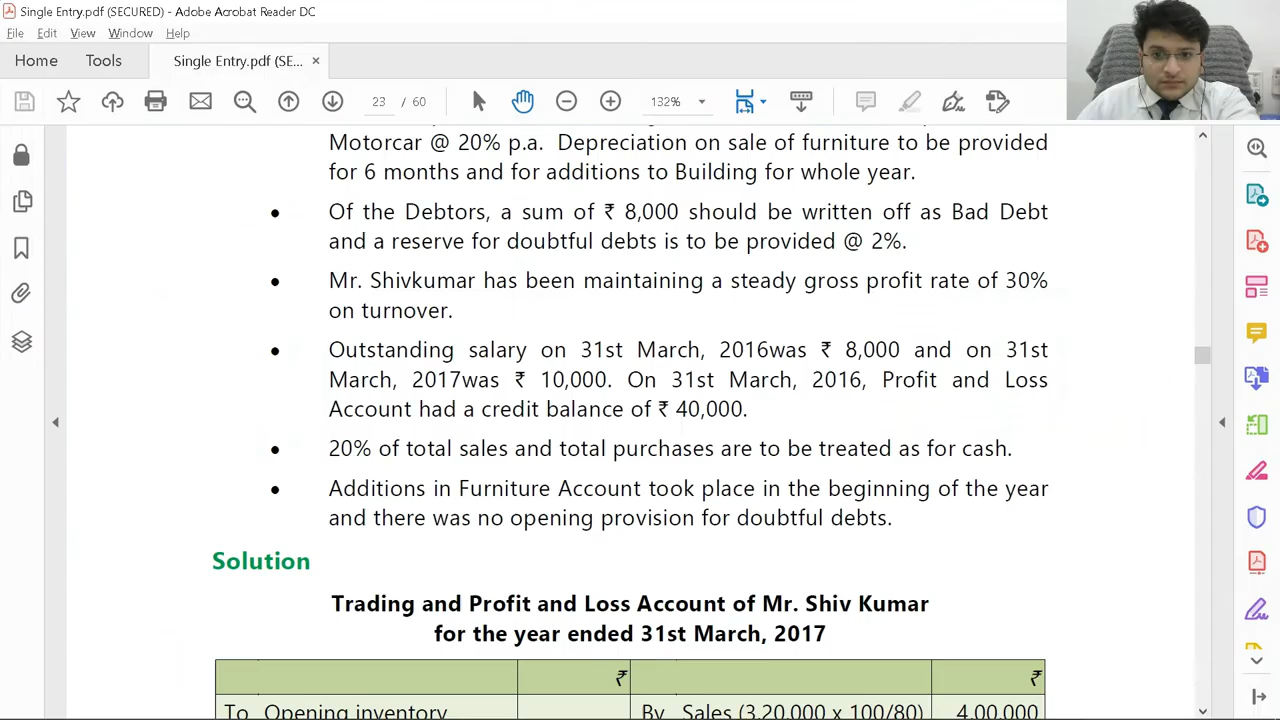 Single Entry.pdf (SECURED) - Adobe Acrobat Reader DC
File Edit View Window Help
Home Tools Single Entry.pdf (SE... ×
23 / 60 132%
Motorcar @ 20% p.a. Depreciation on sale of furniture to be provided
for 6 months and for additions to Building for whole year.
• Of the Debtors, a sum of ₹ 8,000 should be written off as Bad Debt
and a reserve for doubtful debts is to be provided @ 2%.
• Mr. Shivkumar has been maintaining a steady gross profit rate of 30%
on turnover.
• Outstanding salary on 31st March, 2016was ₹ 8,000 and on 31st
March, 2017was ₹ 10,000. On 31st March, 2016, Profit and Loss
Account had a credit balance of ₹ 40,000.
• 20% of total sales and total purchases are to be treated as for cash.
• Additions in Furniture Account took place in the beginning of the year
and there was no opening provision for doubtful debts.
Solution
Trading and Profit and Loss Account of Mr. Shiv Kumar
for the year ended 31st March, 2017
₹ ₹
To Opening inventory By Sales (3,20,000 x 100/80) 4,00,000